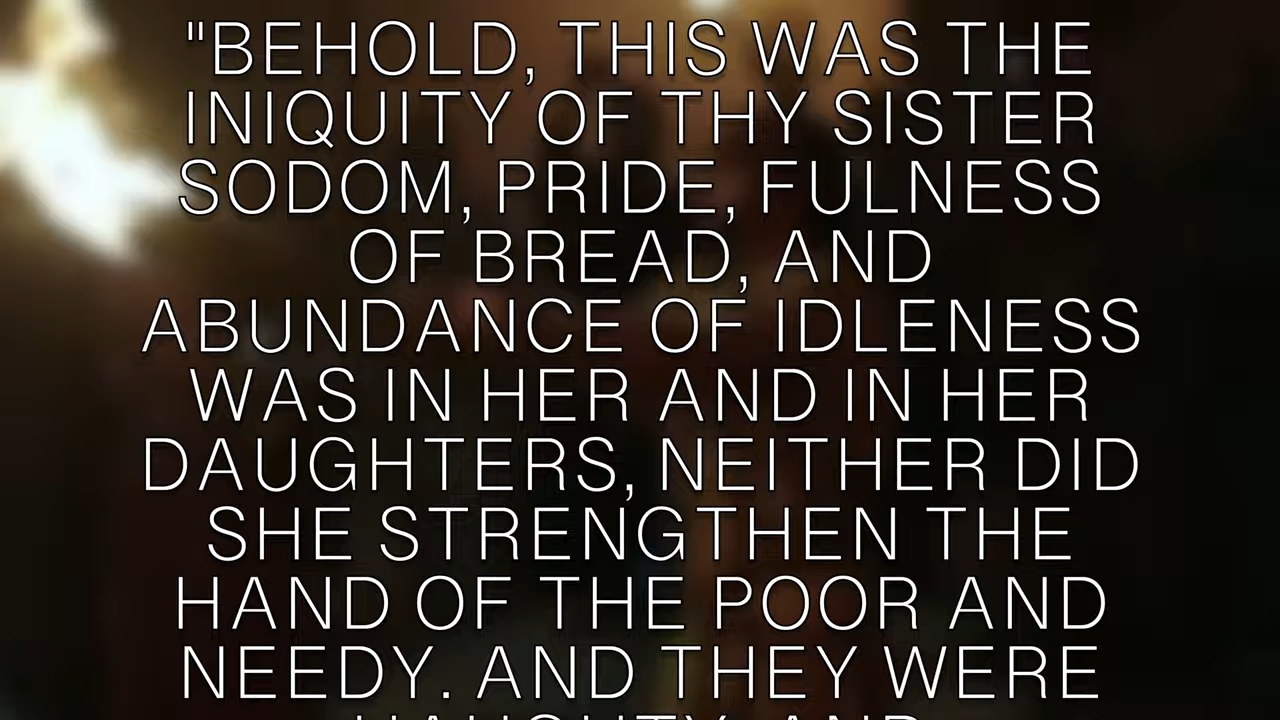 "BEHOLD, THIS WAS THE
INIQUITY OF THY SISTER
SODOM, PRIDE, FULNESS
OF BREAD, AND
ABUNDANCE OF IDLENESS
WAS IN HER AND IN HER
DAUGHTERS, NEITHER DID
SHE STRENGTHEN THE
HAND OF THE POOR AND
NEEDY. AND THEY WERE